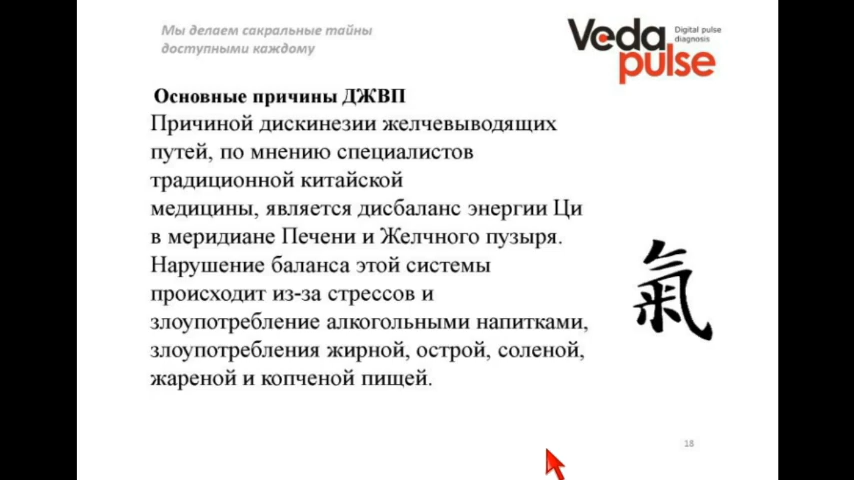 Мы делаем сакральные тайны
доступными каждому
Veda
pulse
Digital pulse
diagnosis
Основные причины ДЖВП
Причиной дискинезии желчевыводящих
путей, по мнению специалистов
традиционной китайской
медицины, является дисбаланс энергии Ци
в меридиане Печени и Желчного пузыря.
Нарушение баланса этой системы
происходит из-за стрессов и
злоупотребление алкогольными напитками,
злоупотребления жирной, острой, соленой,
жареной и копченой пищей.
氣
18